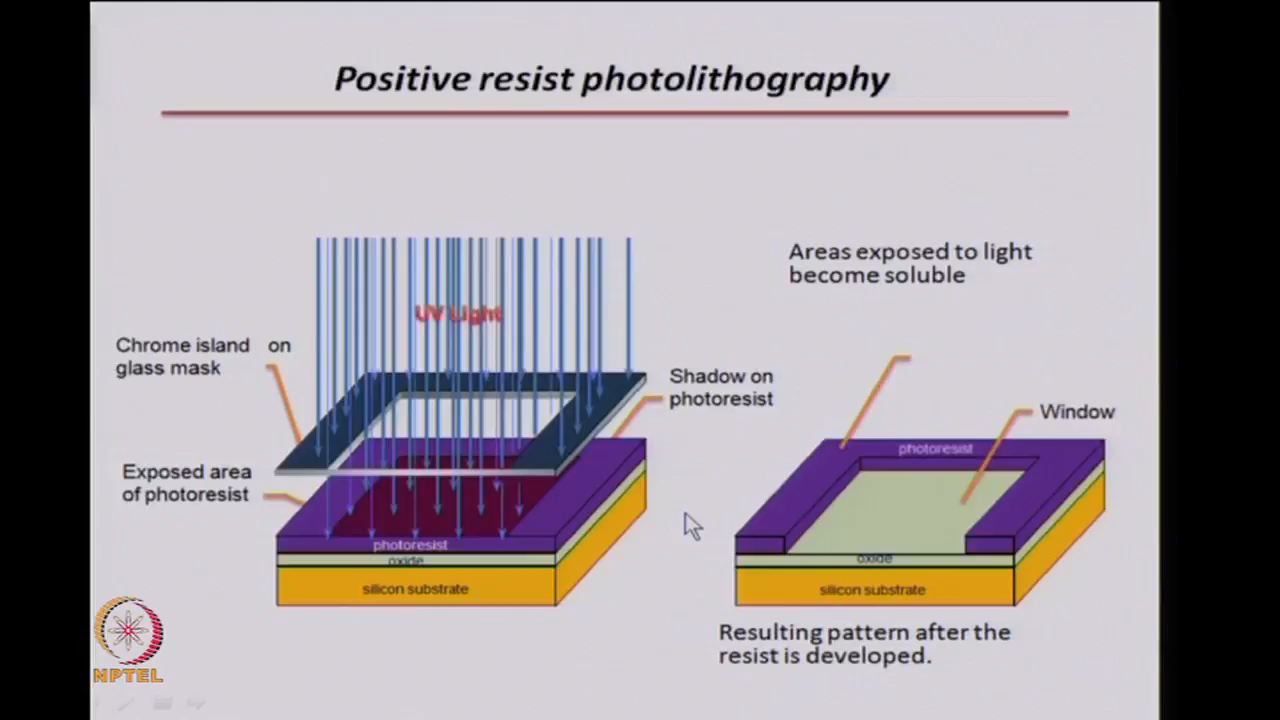 Positive resist photolithography
Areas exposed to light
become soluble
UV Light
Chrome island on
glass mask
Shadow on
photoresist
Window
Exposed area
of photoresist
photoresist
oxide
silicon substrate
photoresist
oxide
silicon substrate
Resulting pattern after the
resist is developed.
NPTEL